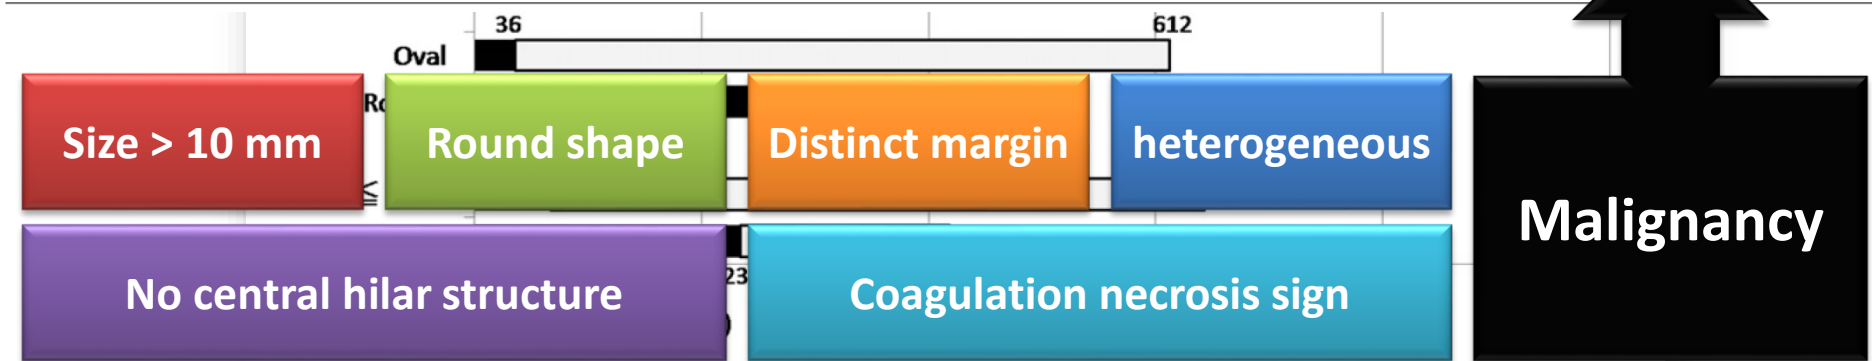 36 612
Oval
Size > 10 mm
Round shape
Distinct margin
heterogeneous
≤
Malignancy
No central hilar structure
23
Coagulation necrosis sign